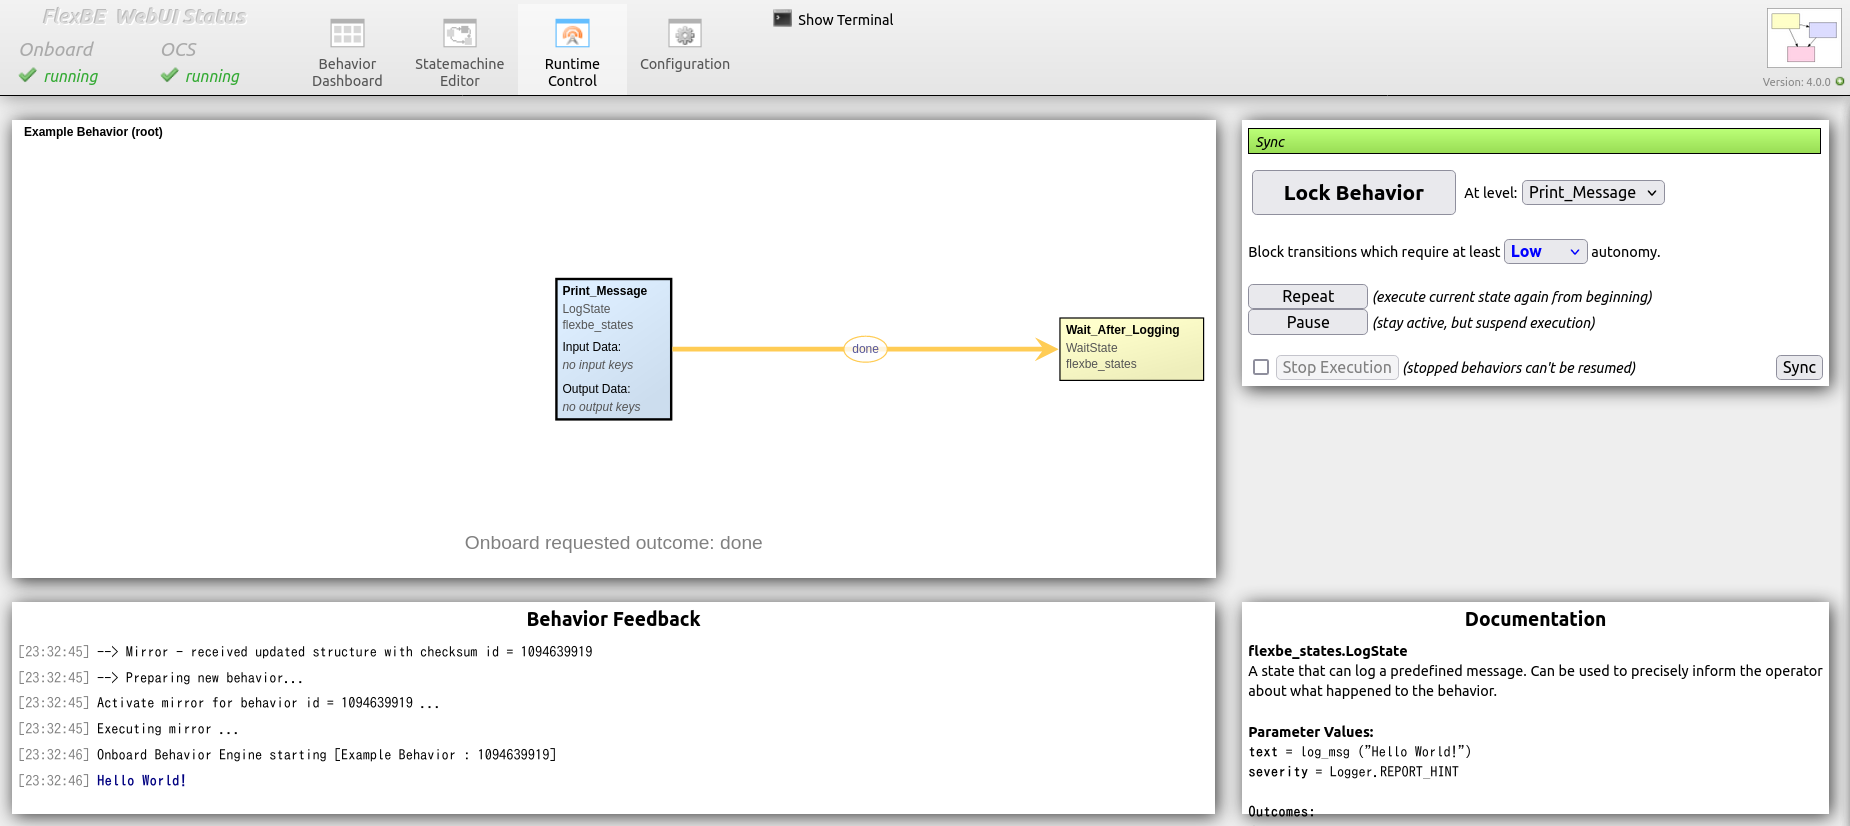 FlexBE WebUI Status
Onboard
OCS
running
running
Behavior
Dashboard
Statemachine
Editor
Runtime
Control
Configuration
Show Terminal
Version: 4.0.0
Example Behavior (root)
Print_Message
LogState
flexbe_states
Input Data:
no input keys
Output Data:
no output keys
done
Wait_After_Logging
WaitState
flexbe_states
Onboard requested outcome: done
Sync
Lock Behavior At level: Print_Message
Block transitions which require at least Low autonomy.
Repeat (execute current state again from beginning)
Pause (stay active, but suspend execution)
Stop Execution (stopped behaviors can't be resumed) Sync
Behavior Feedback
[23:32:45] --> Mirror - received updated structure with checksum id = 1094639919
[23:32:45] --> Preparing new behavior...
[23:32:45] Activate mirror for behavior id = 1094639919 ...
[23:32:45] Executing mirror ...
[23:32:46] Onboard Behavior Engine starting [Example Behavior : 1094639919]
[23:32:46] Hello World!
Documentation
flexbe_states.LogState
A state that can log a predefined message. Can be used to precisely inform the operator
about what happened to the behavior.
Parameter Values:
text = log_msg ("Hello World!")
severity = Logger.REPORT_HINT
Outcomes: